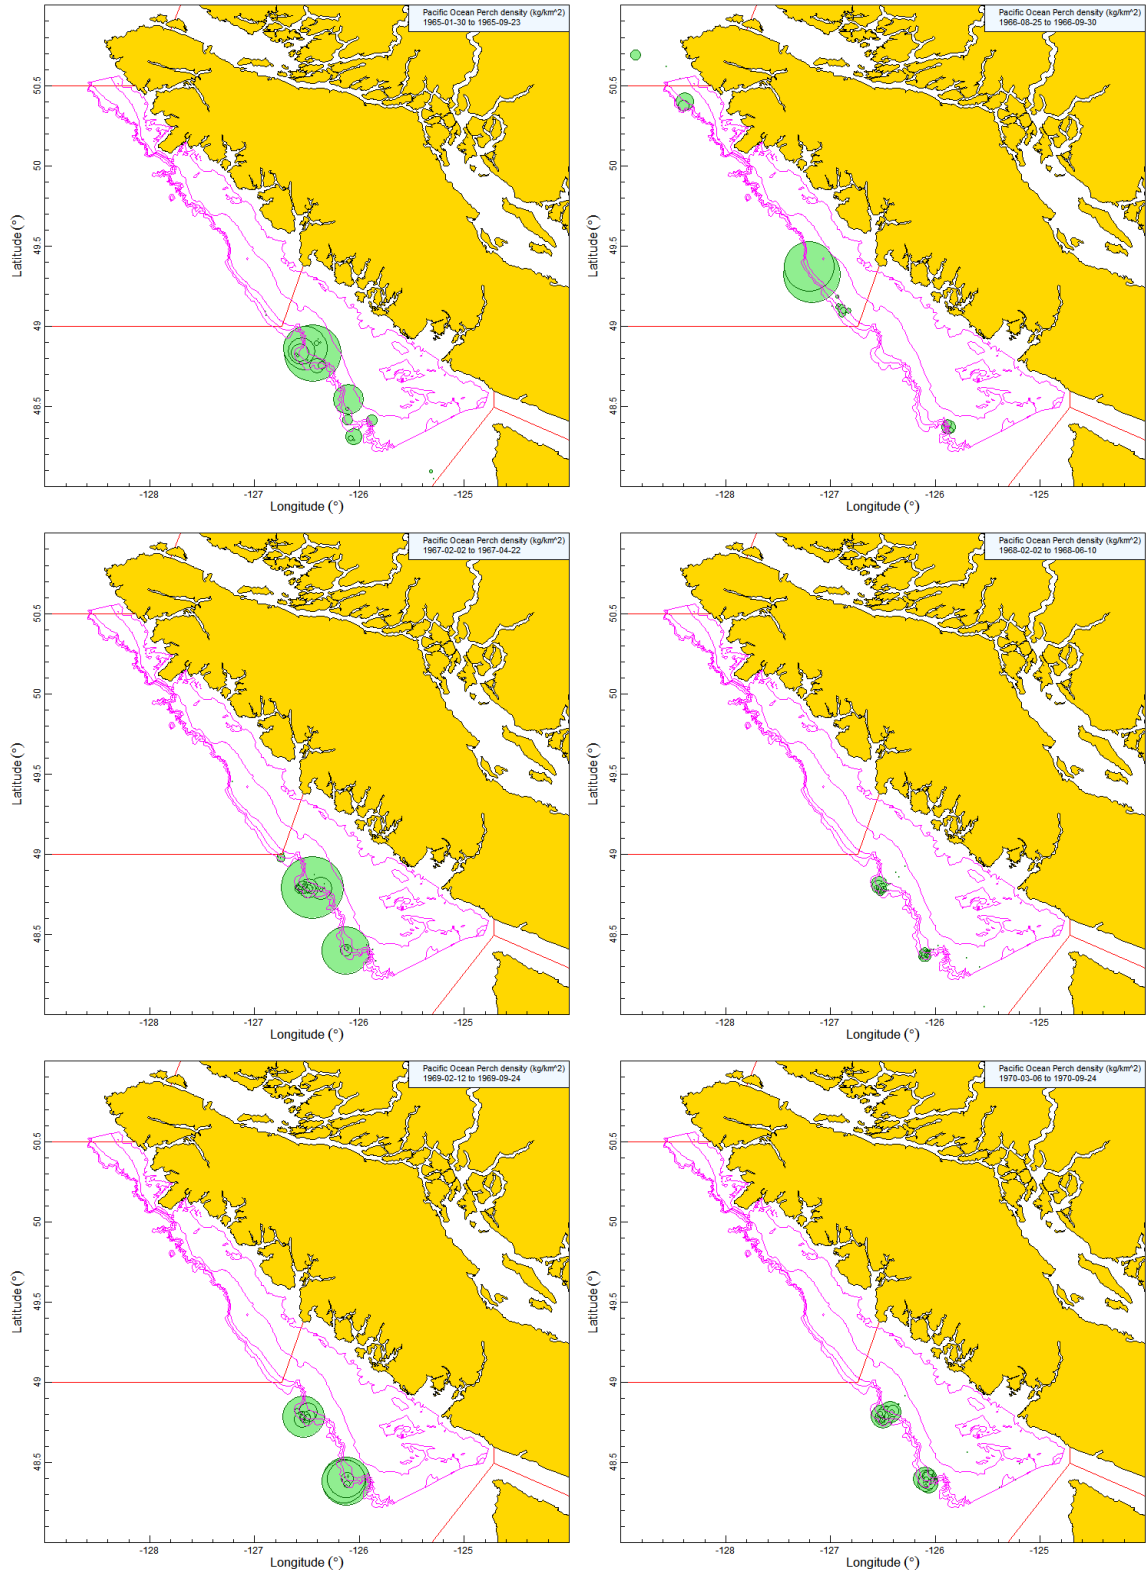 Pacific Ocean Perch density (kg/km^2)
1965-01-30 to 1965-09-23
50.5
50
49.5
49
48.5
Latitude (°)
-128
-127
-126
-125
Longitude (°)
Pacific Ocean Perch density (kg/km^2)
1966-08-25 to 1966-09-30
50.5
50
49.5
49
48.5
Latitude (°)
-128
-127
-126
-125
Longitude (°)
Pacific Ocean Perch density (kg/km^2)
1967-02-02 to 1967-04-22
50.5
50
49.5
49
48.5
Latitude (°)
-128
-127
-126
-125
Longitude (°)
Pacific Ocean Perch density (kg/km^2)
1968-02-02 to 1968-06-10
50.5
50
49.5
49
48.5
Latitude (°)
-128
-127
-126
-125
Longitude (°)
Pacific Ocean Perch density (kg/km^2)
1969-02-12 to 1969-09-24
50.5
50
49.5
49
48.5
Latitude (°)
-128
-127
-126
-125
Longitude (°)
Pacific Ocean Perch density (kg/km^2)
1970-03-06 to 1970-09-24
50.5
50
49.5
49
48.5
Latitude (°)
-128
-127
-126
-125
Longitude (°)